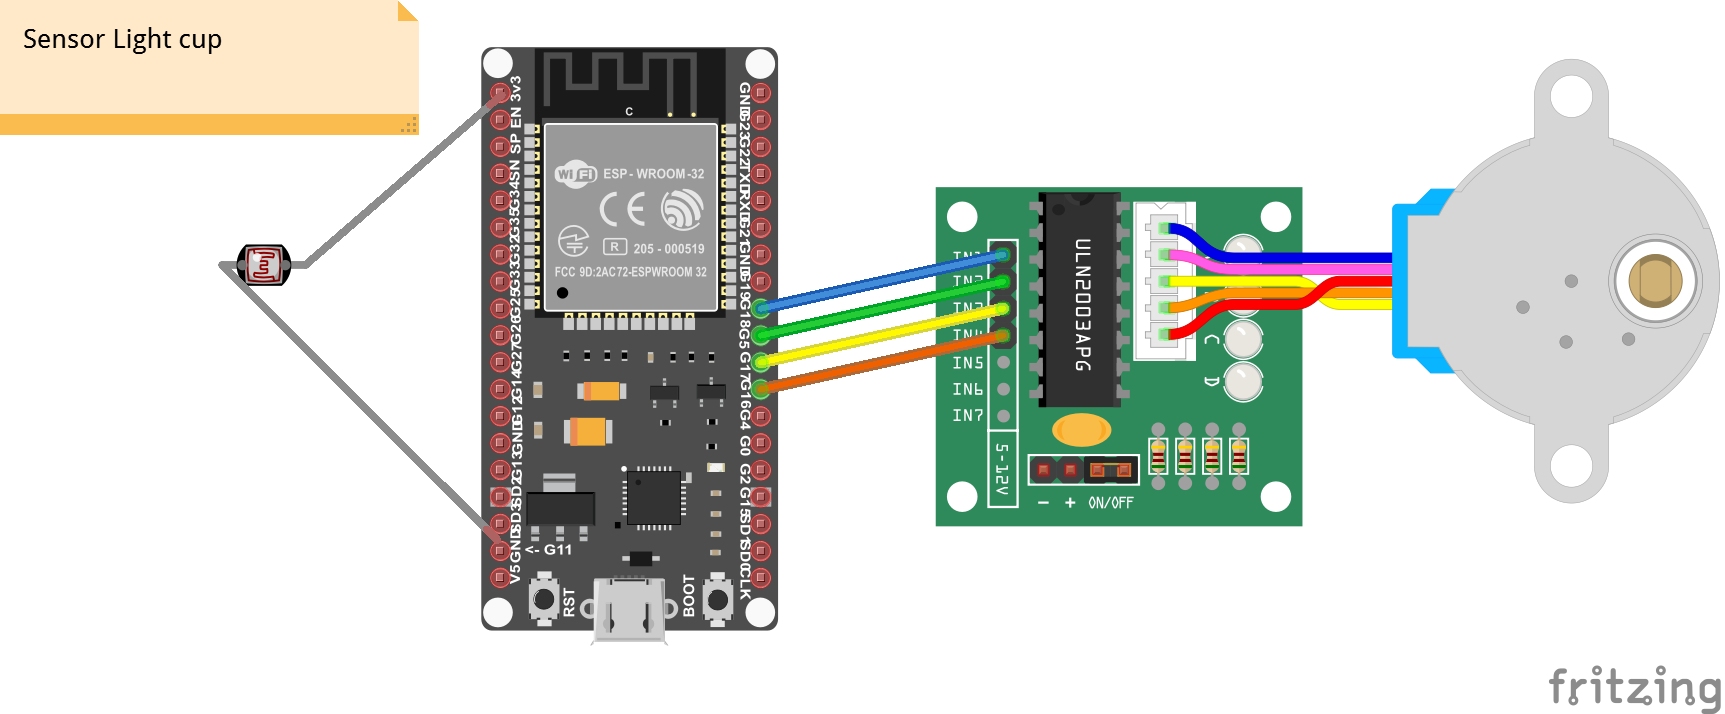 Sensor Light cup
3v3
EN
SP
SN
G34
G35
G32
G33
G25
G26
G27
G14
G12
GND
G13
SD2
SD3
GND
V5
GND
G23
G22
TX
RX
G21
GND
G19
G18
G5
G17
G16
G4
G0
G2
G15
SD1
SD0
CLK
C
WiFi ESP-WROOM-32
CE
R 205-000519
FCC 9D:2AC72-ESPWROOM 32
<- G11
RST
BOOT
IN1
IN2
IN3
IN4
IN5
IN6
IN7
5-12V
ULN2003APG
C
D
- + ON/OFF
fritzing